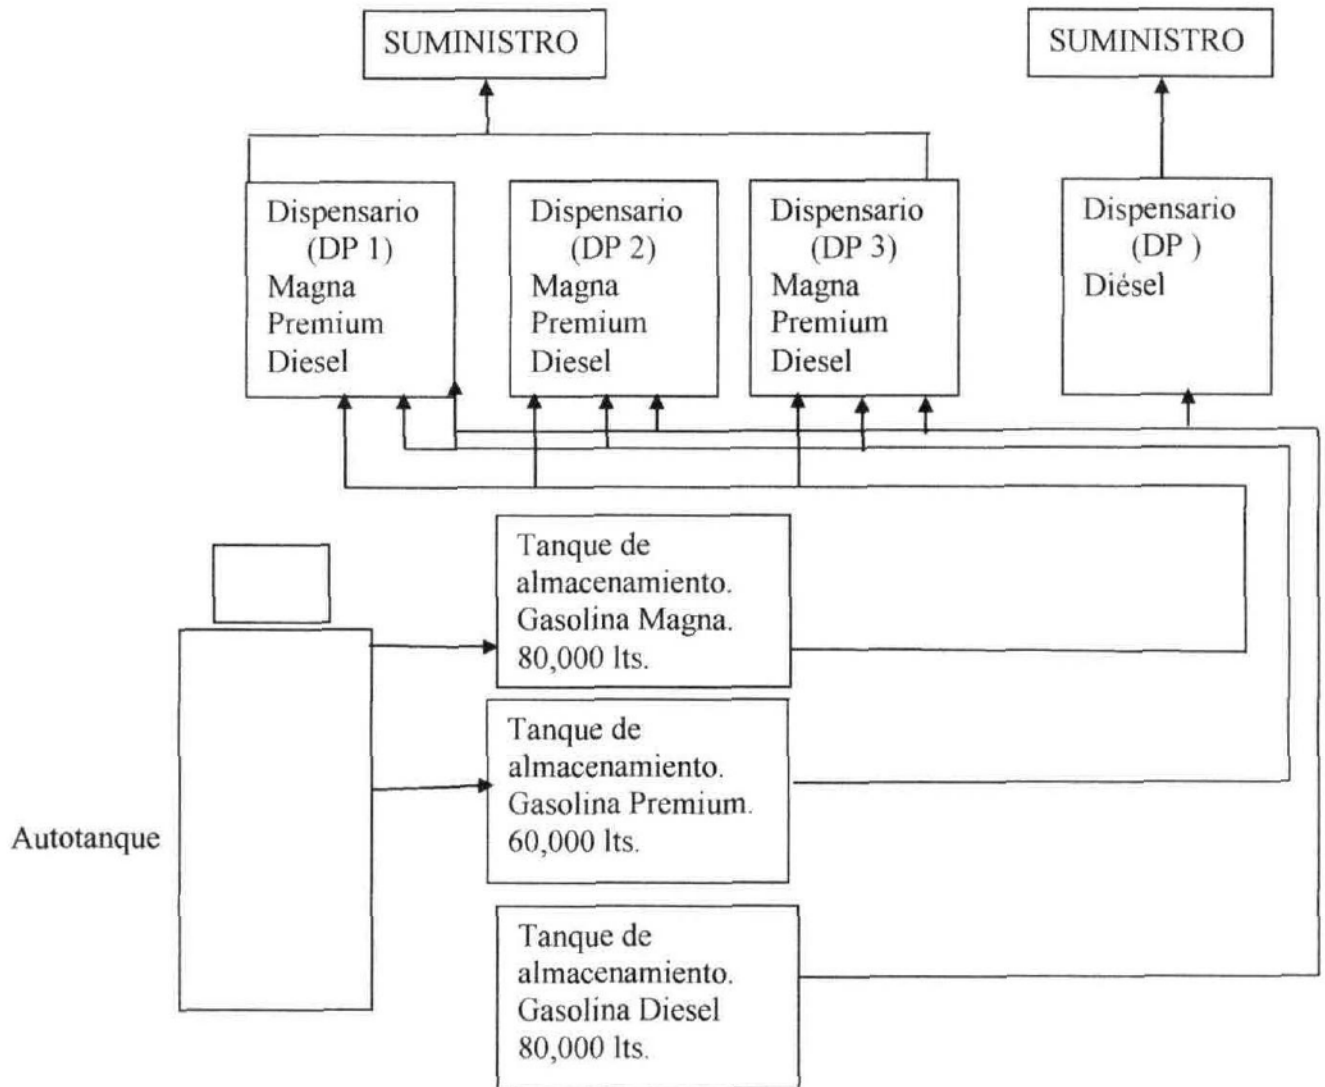 SUMINISTRO
SUMINISTRO
Dispensario
(DP 1)
Magna
Premium
Diesel
Dispensario
(DP 2)
Magna
Premium
Diesel
Dispensario
(DP 3)
Magna
Premium
Diesel
Dispensario
(DP )
Diésel
Tanque de
almacenamiento.
Gasolina Magna.
80,000 lts.
Tanque de
almacenamiento.
Gasolina Premium.
60,000 lts.
Autotanque
Tanque de
almacenamiento.
Gasolina Diesel
80,000 lts.